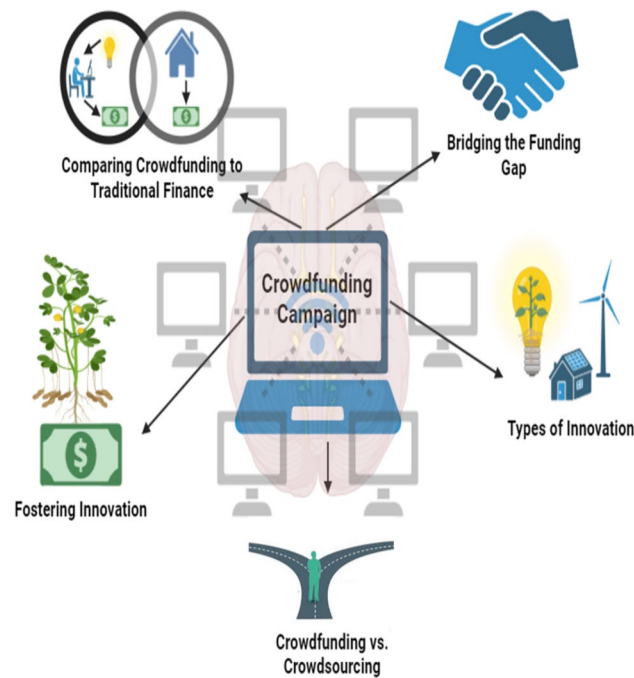 Comparing Crowdfunding to
Traditional Finance
Bridging the Funding
Gap
Crowdfunding
Campaign
Types of Innovation
$
Fostering Innovation
Crowdfunding vs.
Crowdsourcing